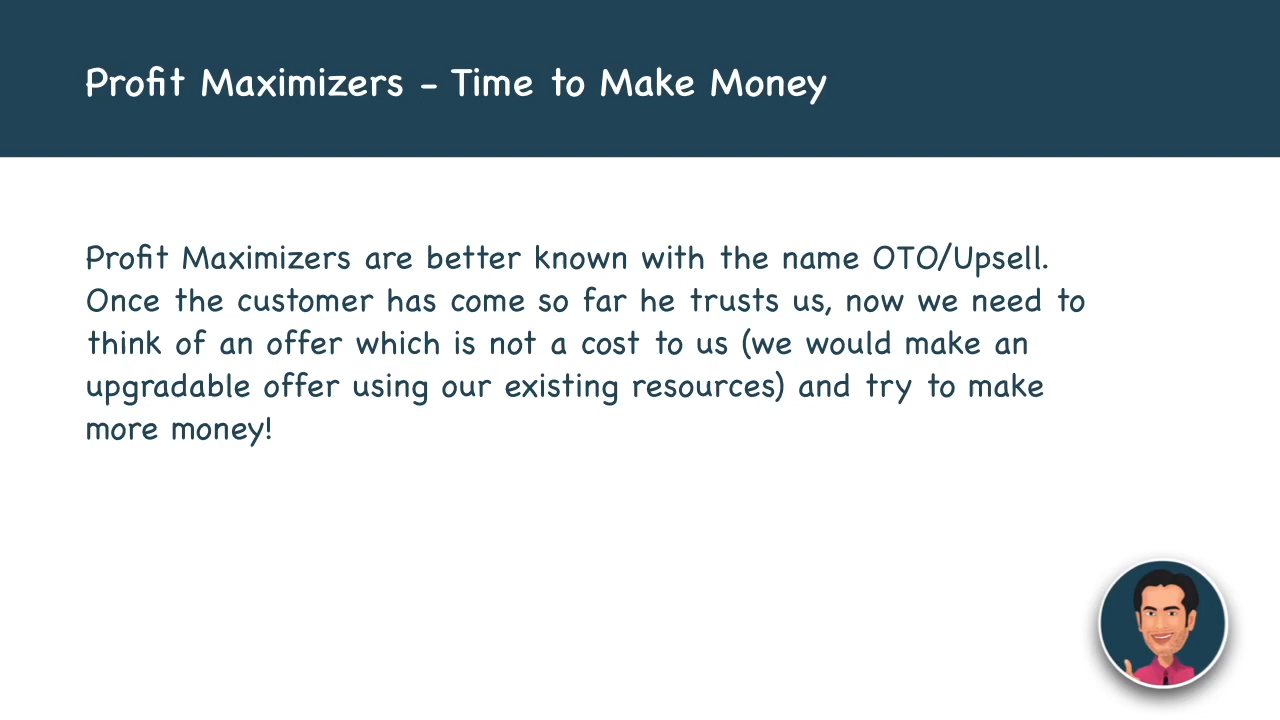 Profit Maximizers - Time to Make Money
Profit Maximizers are better known with the name OTO/Upsell.
Once the customer has come so far he trusts us, now we need to
think of an offer which is not a cost to us (we would make an
upgradable offer using our existing resources) and try to make
more money!